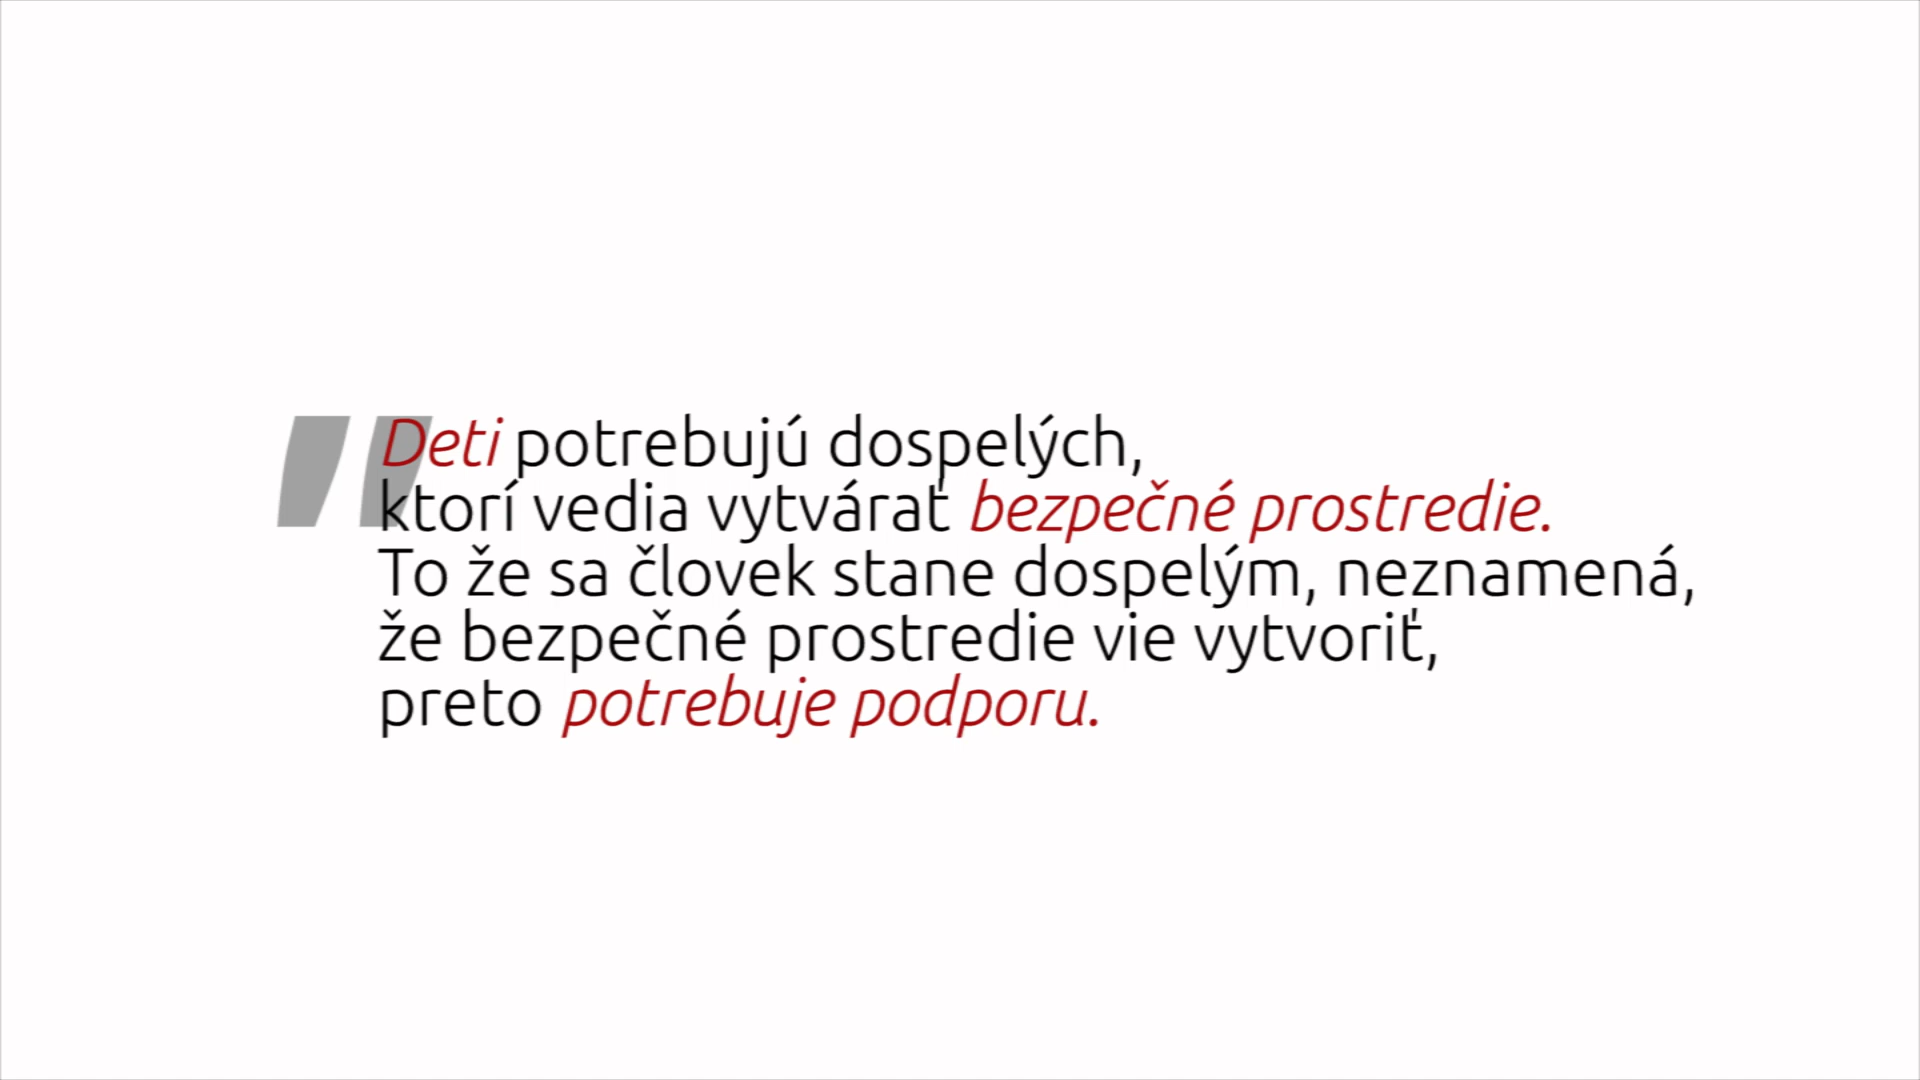 "Deti potrebujú dospelých,
ktorí vedia vytvárať bezpečné prostredie.
To že sa človek stane dospelým, neznamená,
že bezpečné prostredie vie vytvoriť,
preto potrebuje podporu.